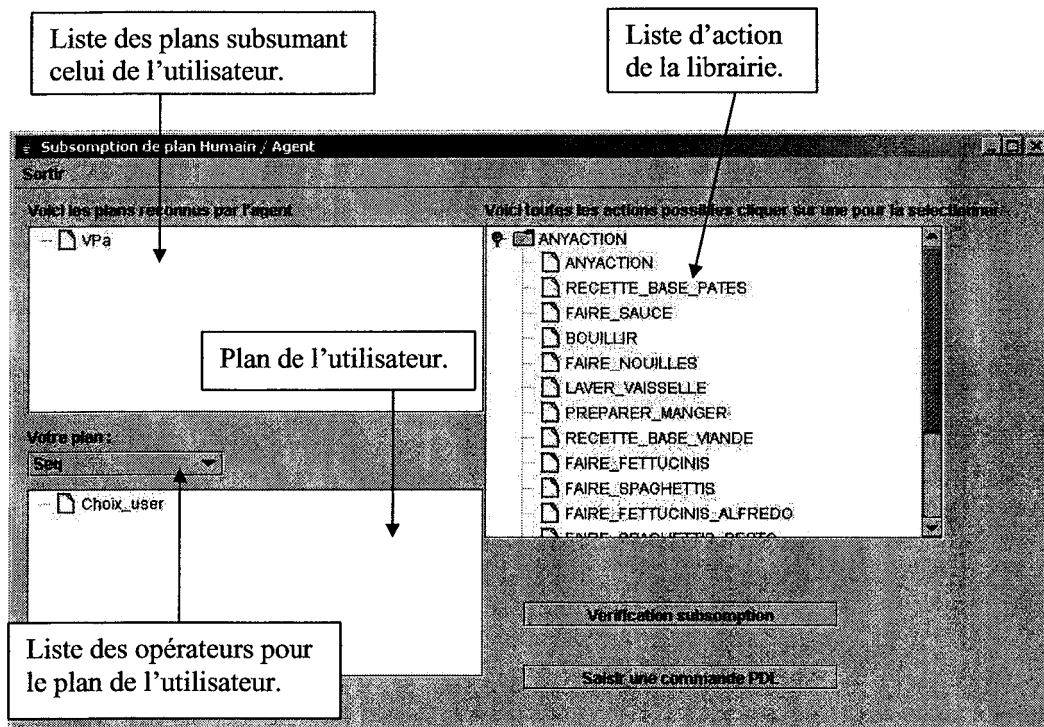 Liste des plans subsumant
celui de l'utilisateur.
Liste d'action
de la librairie.
Subsomption de plan Humain / Agent
Sortir
Voici les plans reconnus par l'agent
Voici toutes les actions possibles cliquer sur une pour la selectionner
VPa
ANYACTION
ANYACTION
RECETTE_BASE_PATES
FAIRE_SAUCE
BOUILLIR
FAIRE_NOUILLES
LAVER_VAISSELLE
PREPARER_MANGER
RECETTE_BASE_VIANDE
FAIRE_FETTUCINIS
FAIRE_SPAGHETTIS
FAIRE_FETTUCINIS_ALFREDO
FAIRE_SPAGHETTIS_PESTO
Plan de l'utilisateur.
Votre plan :
Seq
Choix_user
Liste des opérateurs pour
le plan de l'utilisateur.
Verification subsomption
Saisir une commande PDL